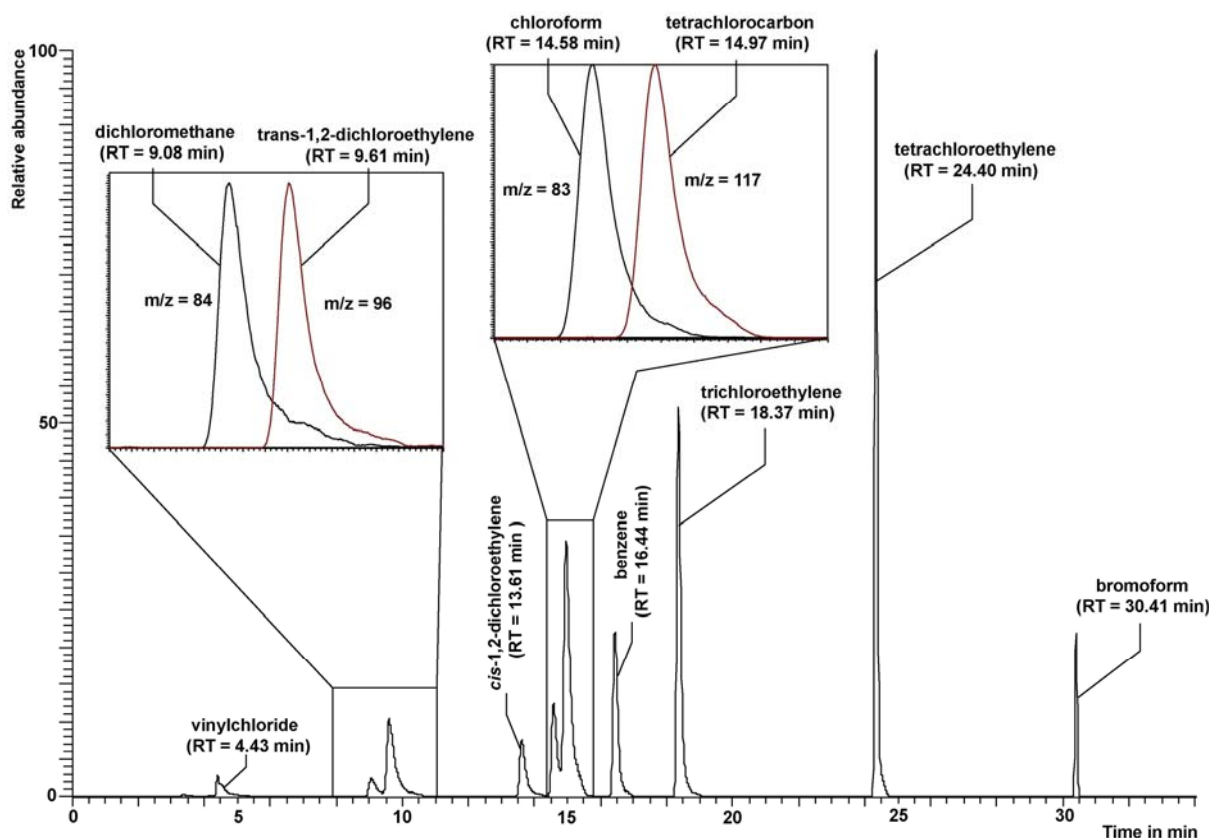 chloroform
(RT = 14.58 min)
tetrachlorocarbon
(RT = 14.97 min)
100
Relative abundance
dichloromethane
(RT = 9.08 min)
trans-1,2-dichloroethylene
(RT = 9.61 min)
m/z = 83
m/z = 117
tetrachloroethylene
(RT = 24.40 min)
m/z = 84
m/z = 96
trichloroethylene
(RT = 18.37 min)
50
cis-1,2-dichloroethylene
(RT = 13.61 min )
benzene
(RT = 16.44 min)
bromoform
(RT = 30.41 min)
vinylchloride
(RT = 4.43 min)
0
0
5
10
15
20
25
30
Time in min